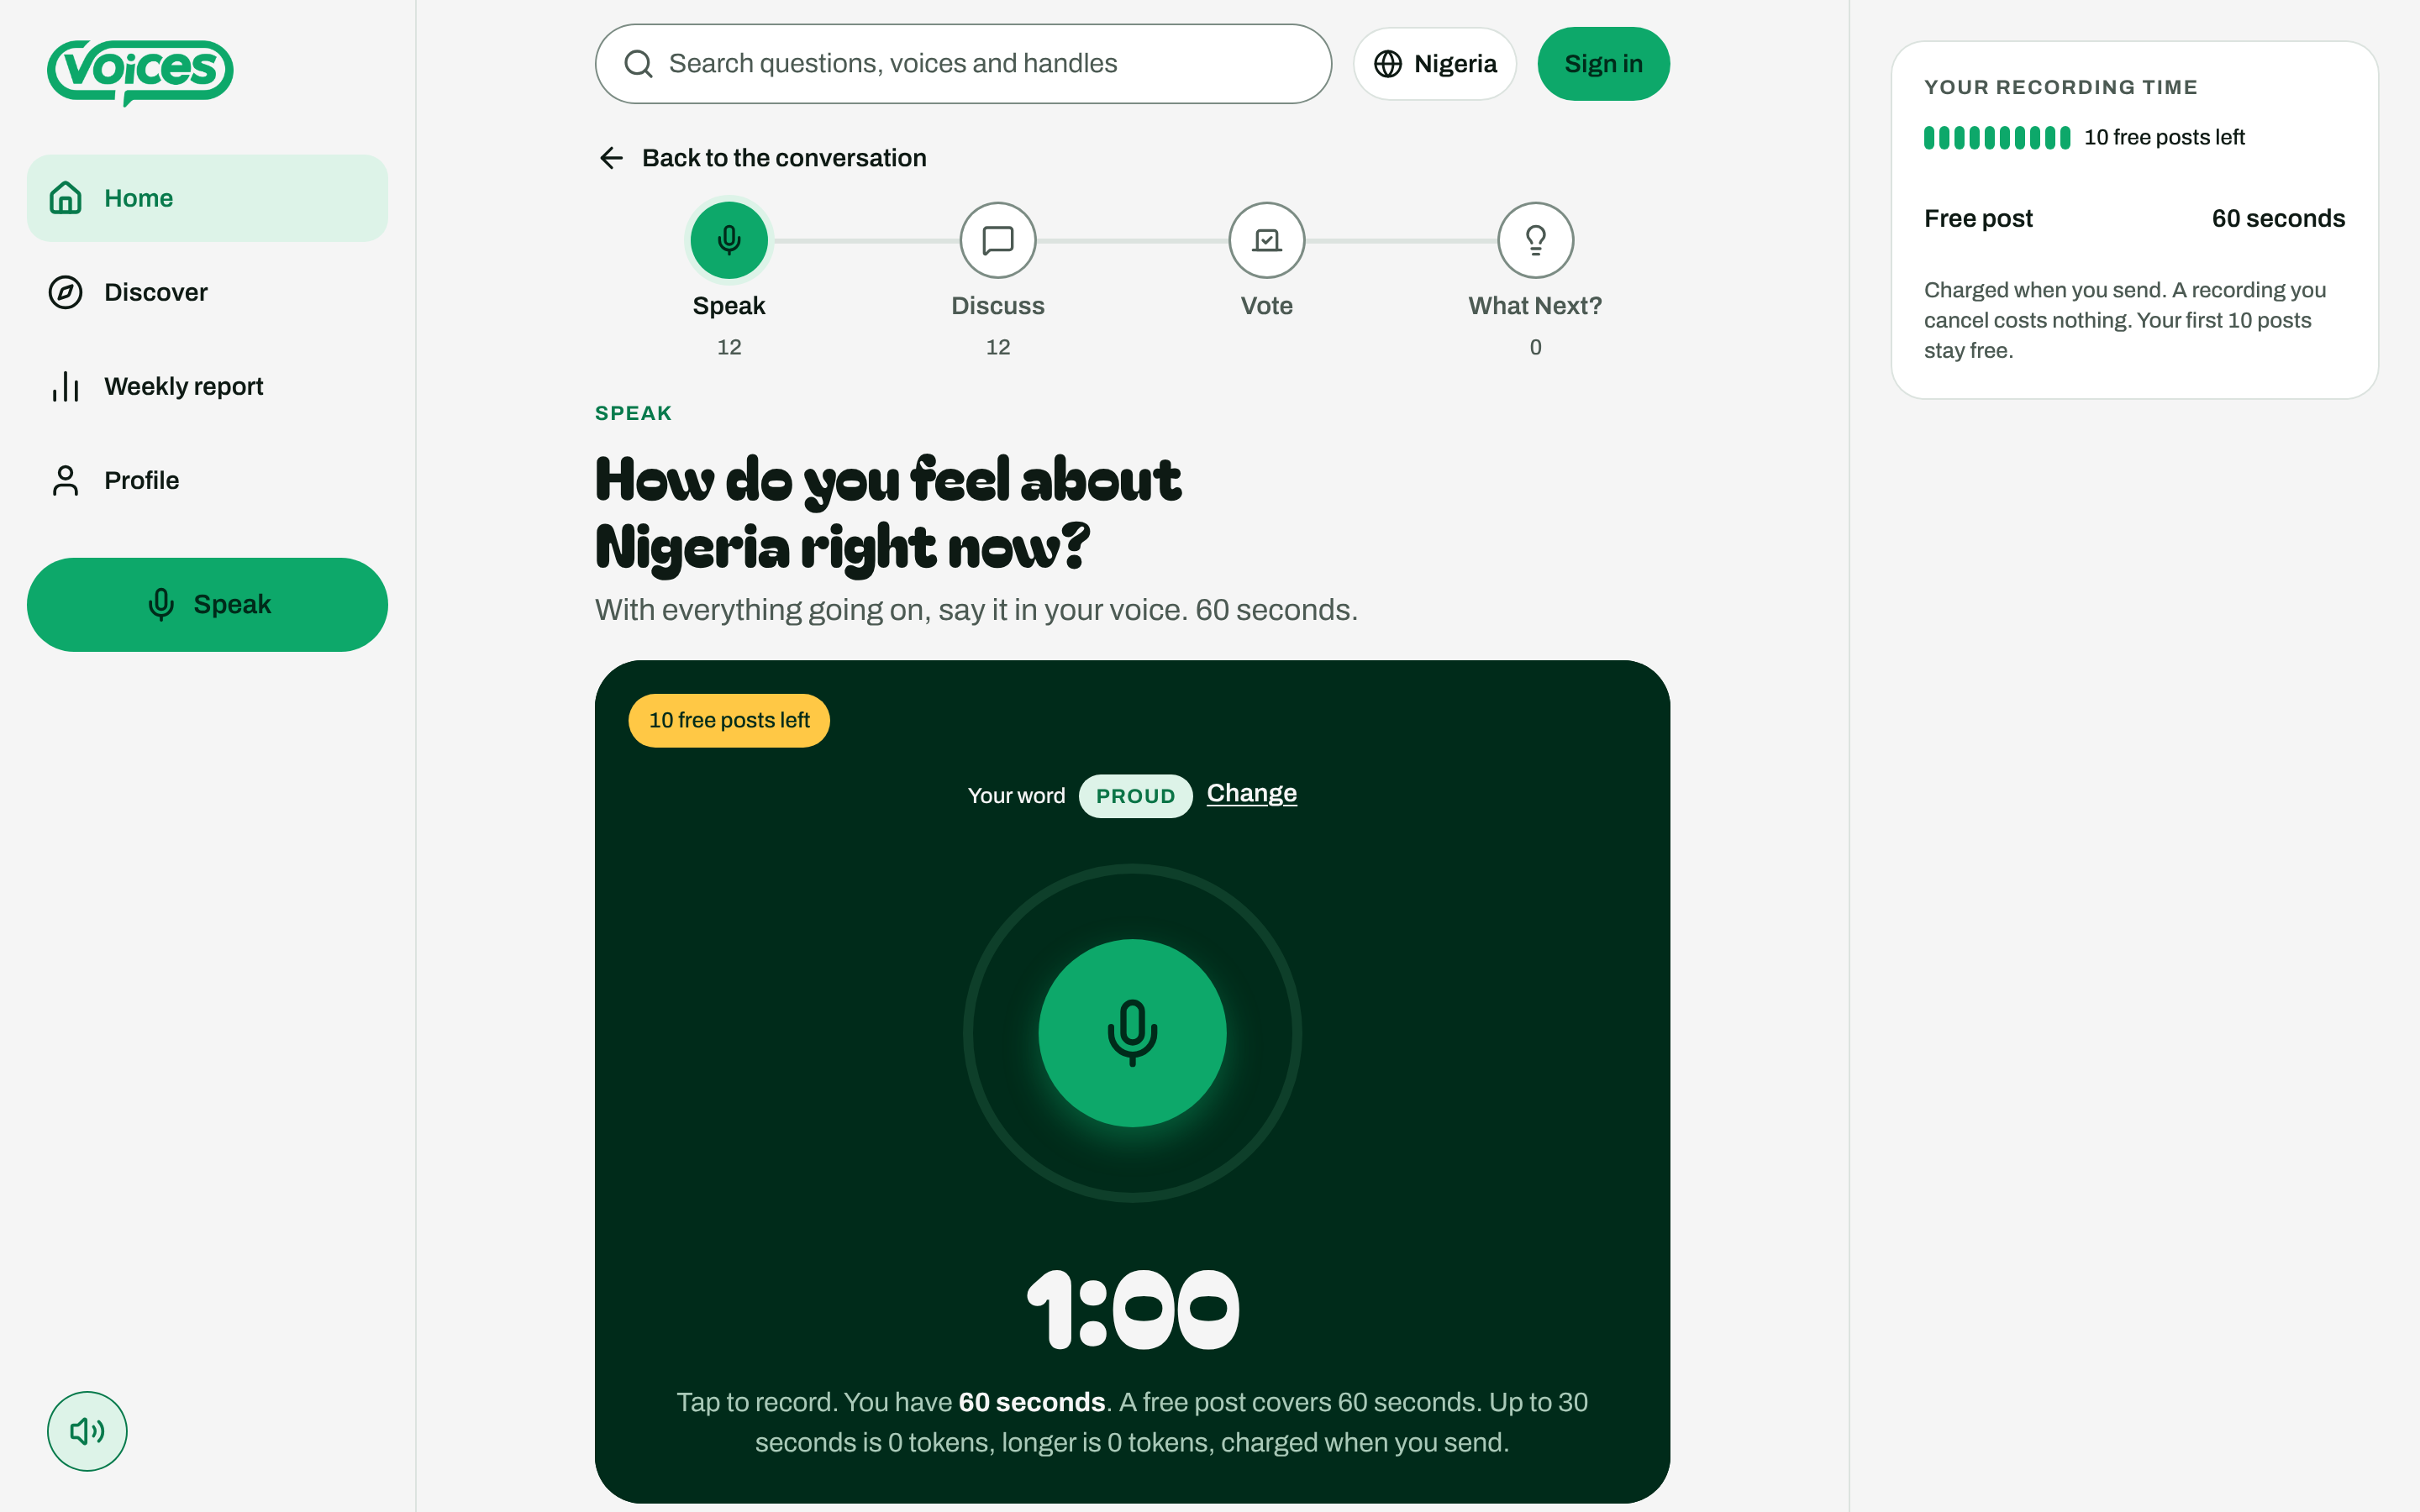 voices
Home
Discover
Weekly report
Profile
Speak
Search questions, voices and handles
Nigeria
Sign in
Back to the conversation
Speak
12
Discuss
12
Vote
What Next?
0
SPEAK
How do you feel about
Nigeria right now?
With everything going on, say it in your voice. 60 seconds.
10 free posts left
Your word PROUD Change
1:00
Tap to record. You have 60 seconds. A free post covers 60 seconds. Up to 30
seconds is 0 tokens, longer is 0 tokens, charged when you send.
YOUR RECORDING TIME
10 free posts left
Free post 60 seconds
Charged when you send. A recording you
cancel costs nothing. Your first 10 posts
stay free.